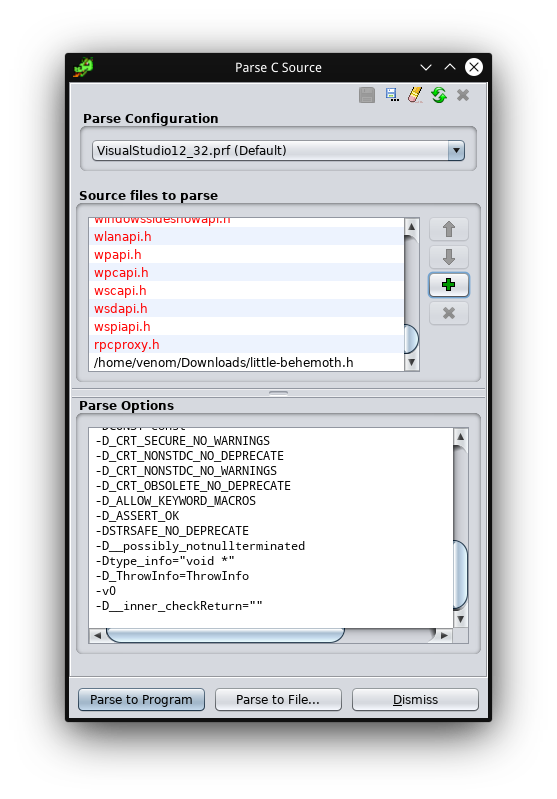 Parse C Source
Parse Configuration
VisualStudio12_32.prf (Default)
Source files to parse
windowssideshowapi.h
wlanapi.h
wpapi.h
wpcapi.h
wscapi.h
wsdapi.h
wspiapi.h
rpcproxy.h
/home/venom/Downloads/little-behemoth.h
Parse Options
-DCONST=const
-D_CRT_SECURE_NO_WARNINGS
-D_CRT_NONSTDC_NO_DEPRECATE
-D_CRT_NONSTDC_NO_WARNINGS
-D_CRT_OBSOLETE_NO_DEPRECATE
-D_ALLOW_KEYWORD_MACROS
-D_ASSERT_OK
-DSTRSAFE_NO_DEPRECATE
-D__possibly_notnullterminated
-Dtype_info="void *"
-D_ThrowInfo=ThrowInfo
-v0
-D__inner_checkReturn=""
Parse to Program
Parse to File...
Dismiss